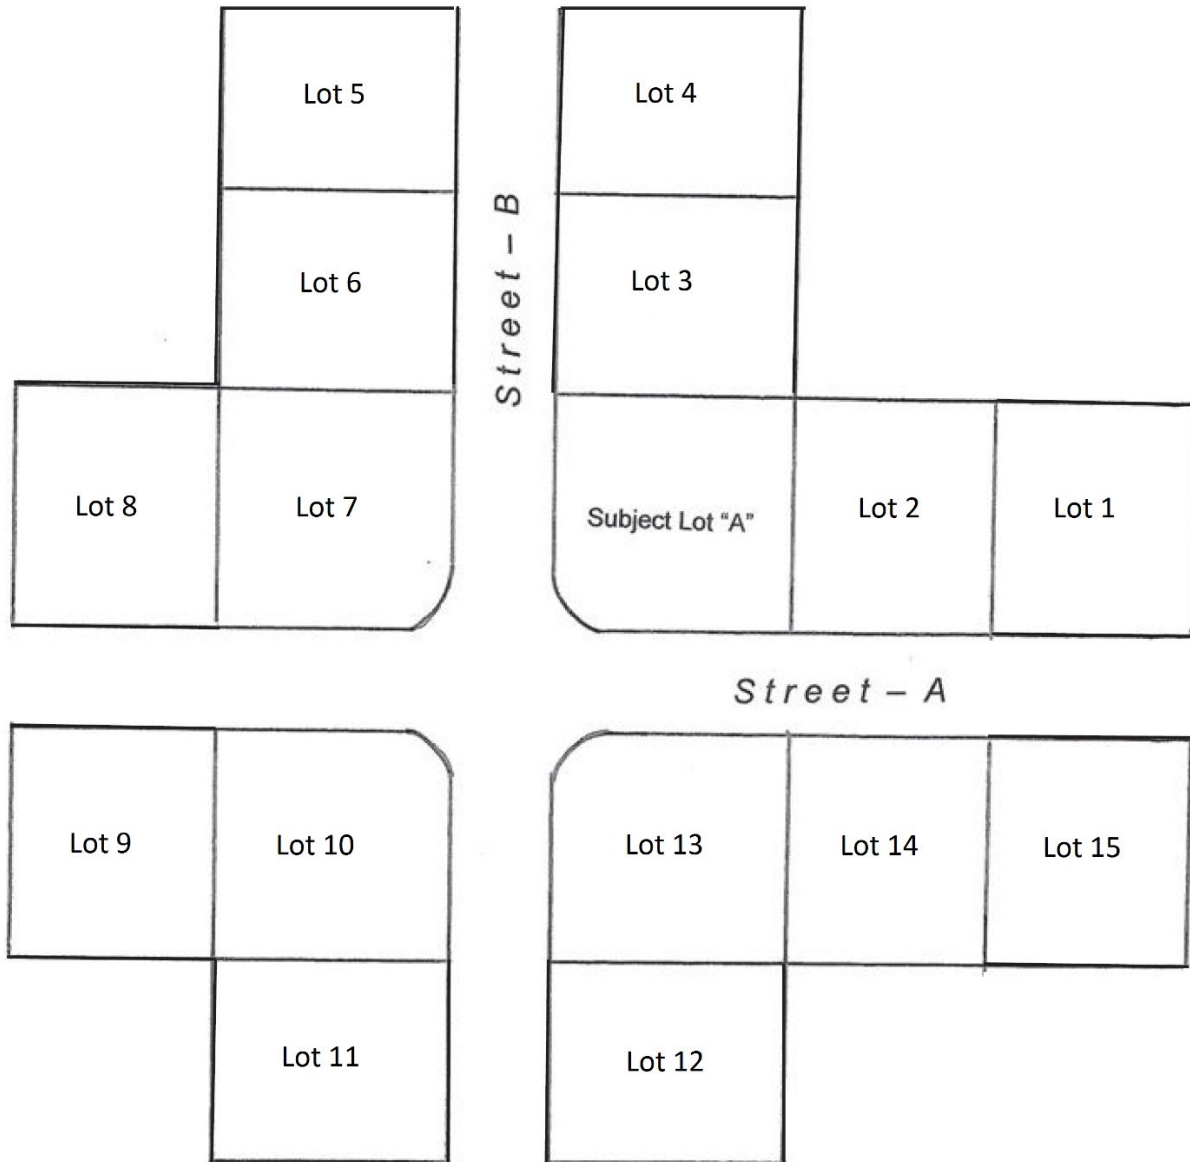 Lot 5
Lot 4
Street – B
Lot 6
Lot 3
Lot 8
Lot 7
Subject Lot “A”
Lot 2
Lot 1
Street – A
Lot 9
Lot 10
Lot 13
Lot 14
Lot 15
Lot 11
Lot 12